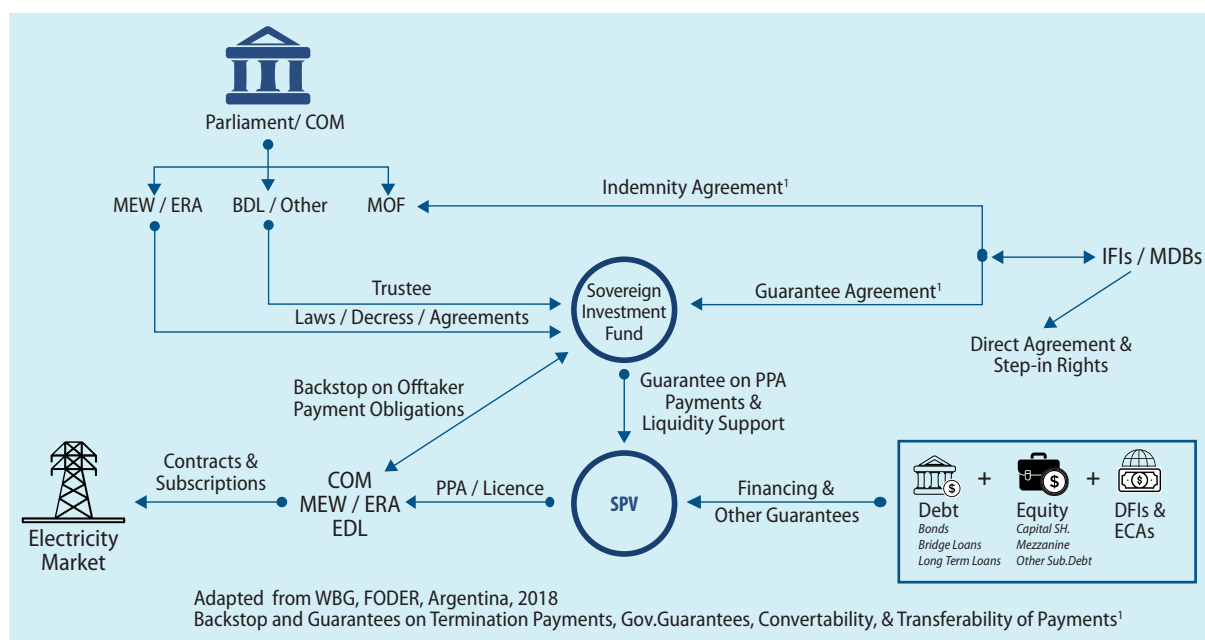 Parliament/ COM
MEW / ERA
BDL / Other
MOF
Indemnity Agreement¹
IFIs / MDBs
Trustee
Laws / Decress / Agreements
Sovereign
Investment
Fund
Guarantee Agreement¹
Direct Agreement &
Step-in Rights
Backstop on Offtaker
Payment Obligations
Guarantee on PPA
Payments &
Liquidity Support
Electricity
Market
Contracts &
Subscriptions
COM
MEW / ERA
EDL
PPA / Licence
SPV
Financing &
Other Guarantees
$
+
$
+
$
Debt
Bonds
Bridge Loans
Long Term Loans
Equity
Capital SH.
Mezzanine
Other Sub.Debt
DFIs &
ECAs
Adapted from WBG, FODER, Argentina, 2018
Backstop and Guarantees on Termination Payments, Gov.Guarantees, Convertability, & Transferability of Payments¹